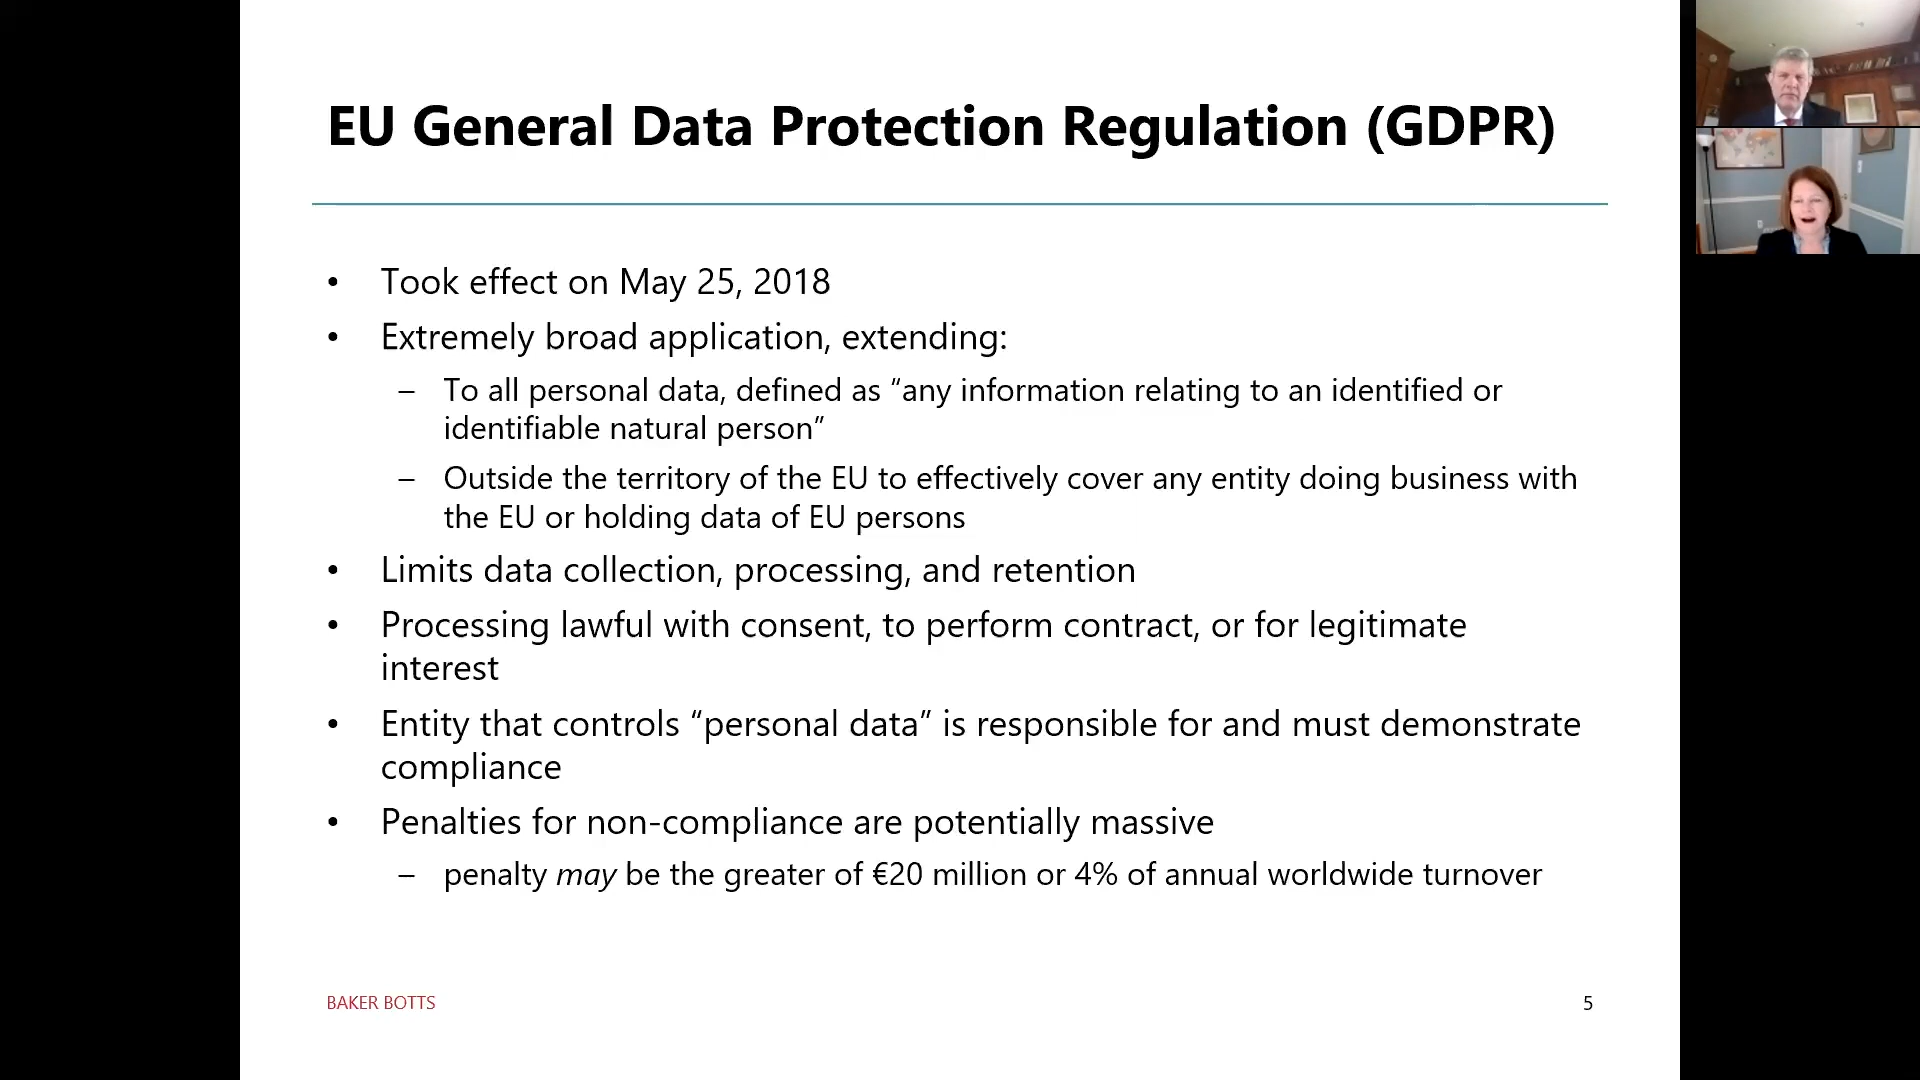 EU General Data Protection Regulation (GDPR)
• Took effect on May 25, 2018
• Extremely broad application, extending:
– To all personal data, defined as “any information relating to an identified or
identifiable natural person”
– Outside the territory of the EU to effectively cover any entity doing business with
the EU or holding data of EU persons
• Limits data collection, processing, and retention
• Processing lawful with consent, to perform contract, or for legitimate
interest
• Entity that controls “personal data” is responsible for and must demonstrate
compliance
• Penalties for non-compliance are potentially massive
– penalty may be the greater of €20 million or 4% of annual worldwide turnover
BAKER BOTTS
5